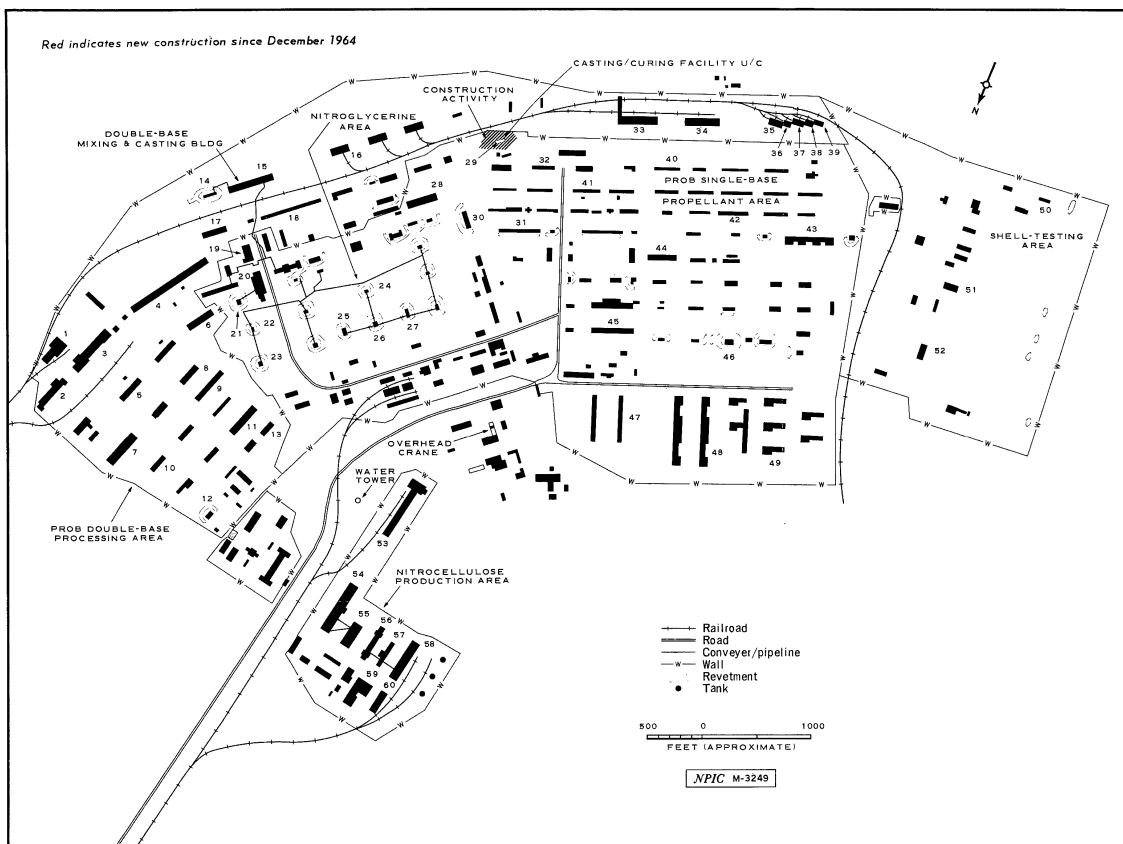 Red indicates new construction since December 1964
CASTING/CURING FACILITY U/C
CONSTRUCTION
ACTIVITY
NITROGLYCERINE
AREA
DOUBLE-BASE
MIXING & CASTING BLDG
N
33
34
35
36
37
38
39
29
16
15
14
32
40
41
28
PROB SINGLE-BASE
PROPELLANT AREA
50
18
17
30
31
42
43
SHELL-TESTING
AREA
19
44
20
4
24
51
21
1
6
22
25
26
27
45
46
52
3
23
8
2
5
9
11
13
47
48
49
7
10
OVERHEAD
CRANE
WATER
TOWER
12
PROB DOUBLE-BASE
PROCESSING AREA
53
NITROCELLULOSE
PRODUCTION AREA
54
55
56
57
58
59
60
Railroad
Road
Conveyer/pipeline
W Wall
Revetment
Tank
500 0 1000
FEET (APPROXIMATE)
NPIC M-3249